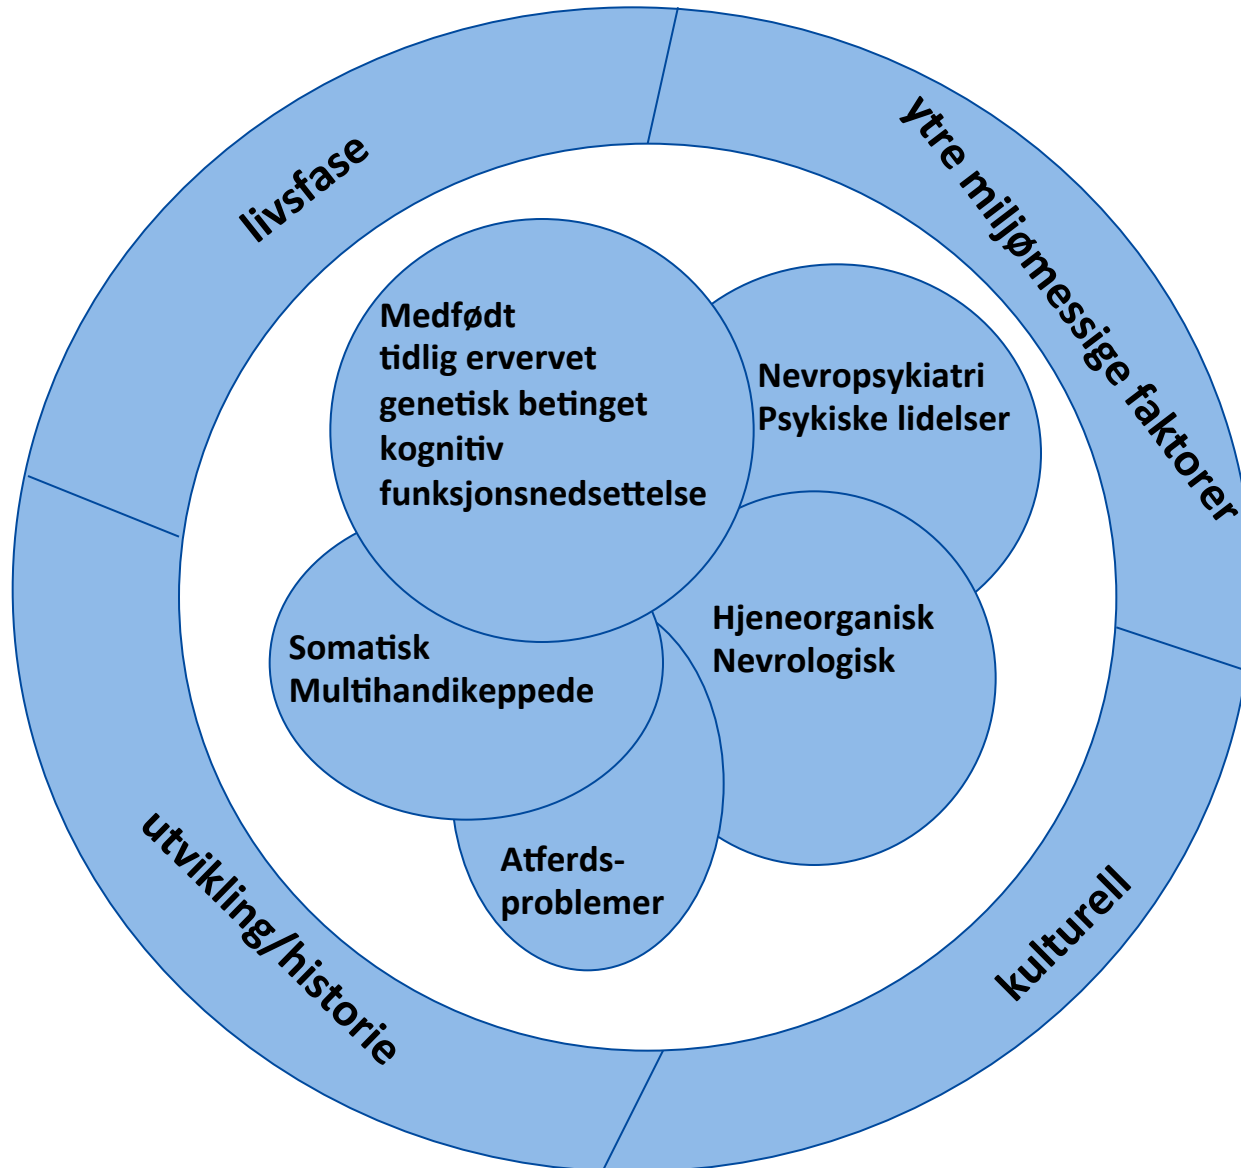 livsfase
ytre miljømessige faktorer
Medfødt
tidlig ervervet
genetisk betinget
kognitiv
funksjonsnedsettelse
Nevropsykiatri
Psykiske lidelser
Hjeneorganisk
Nevrologisk
Somatisk
Multihandikeppede
Atferds-
problemer
utvikling/historie
kulturell